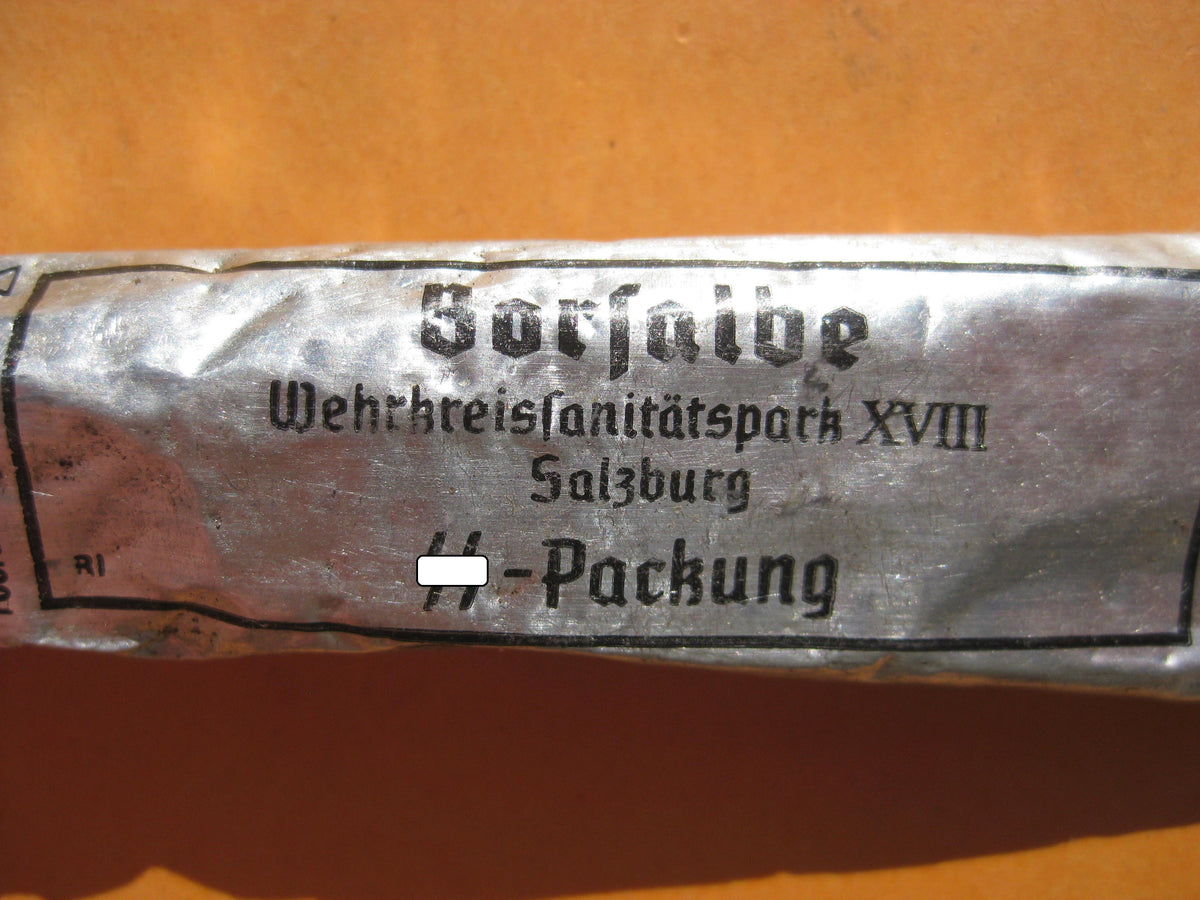 Borſalbe
Wehrkreisſanitätspark XVIII
Salzburg
-Packung
RI